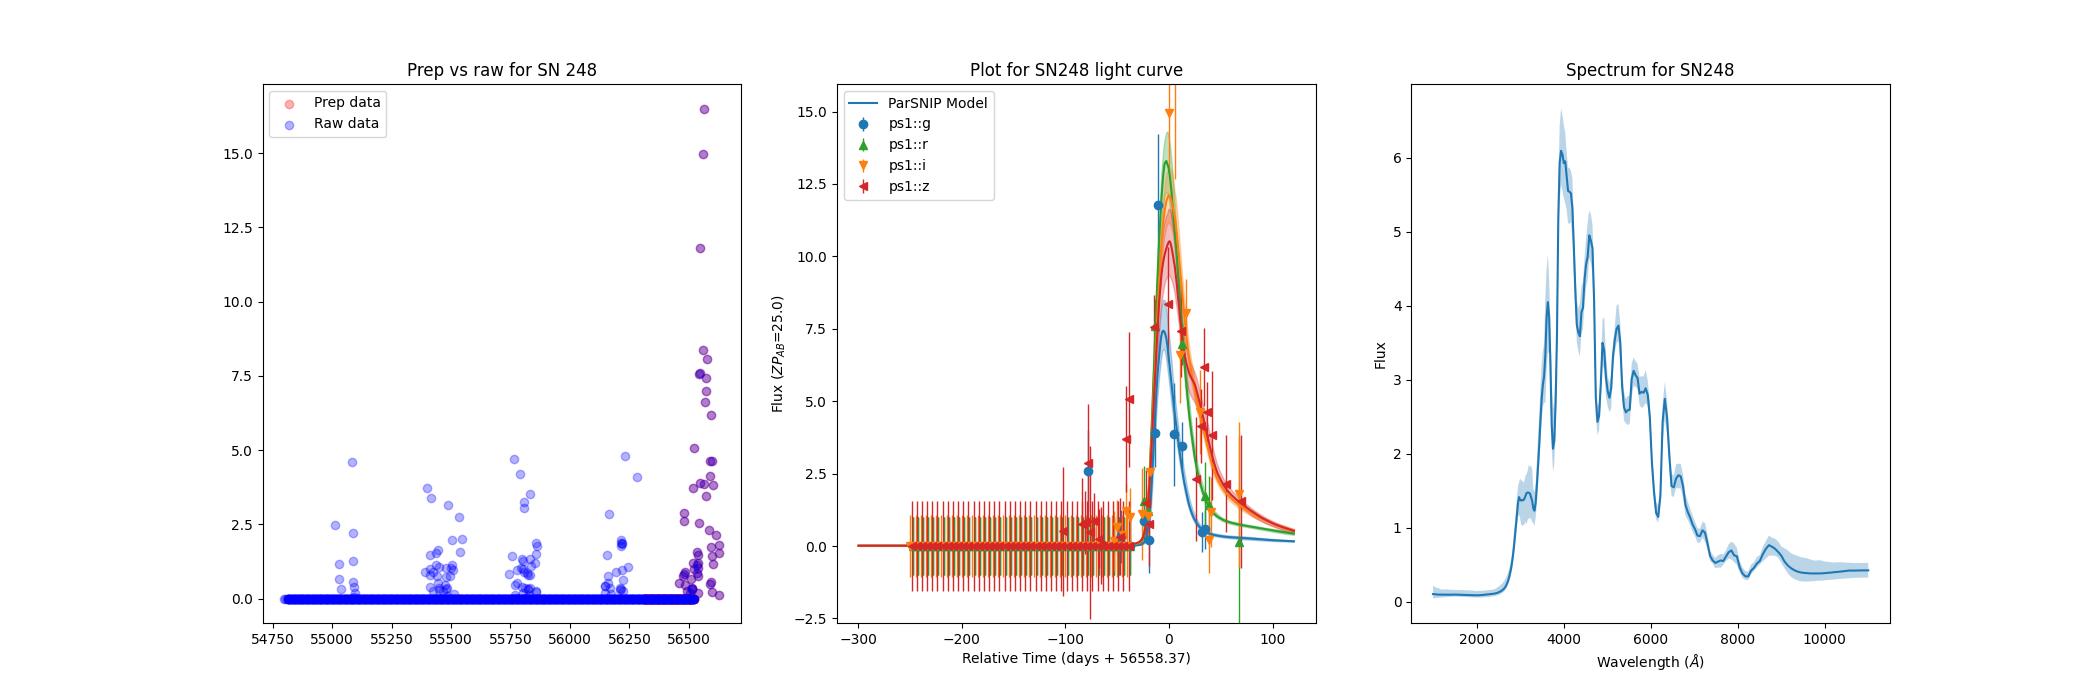 Prep vs raw for SN 248
Prep data
Raw data
15.0
12.5
10.0
7.5
5.0
2.5
0.0
54750 55000 55250 55500 55750 56000 56250 56500
Plot for SN248 light curve
ParSNIP Model
ps1::g
ps1::r
ps1::i
ps1::z
Flux (ZP_AB=25.0)
15.0
12.5
10.0
7.5
5.0
2.5
0.0
−2.5
−300 −200 −100 0 100
Relative Time (days + 56558.37)
Spectrum for SN248
Flux
6
5
4
3
2
1
0
2000 4000 6000 8000 10000
Wavelength (Å)